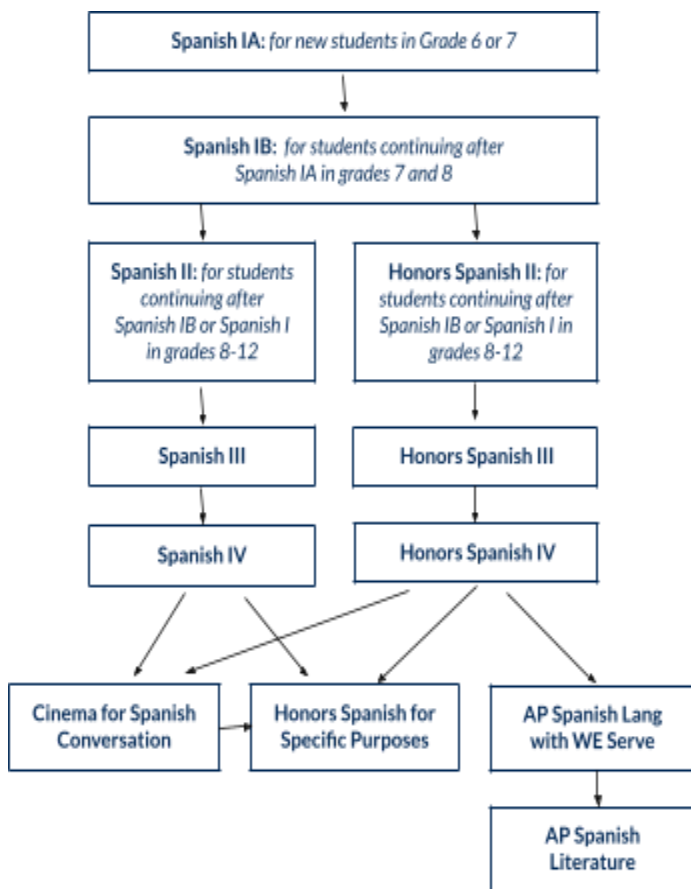 Spanish IA: for new students in Grade 6 or 7
Spanish IB: for students continuing after
Spanish IA in grades 7 and 8
Spanish II: for students
continuing after
Spanish IB or Spanish I
in grades 8-12
Honors Spanish II: for
students continuing after
Spanish IB or Spanish I in
grades 8-12
Spanish III
Honors Spanish III
Spanish IV
Honors Spanish IV
Cinema for Spanish
Conversation
Honors Spanish for
Specific Purposes
AP Spanish Lang
with WE Serve
AP Spanish
Literature